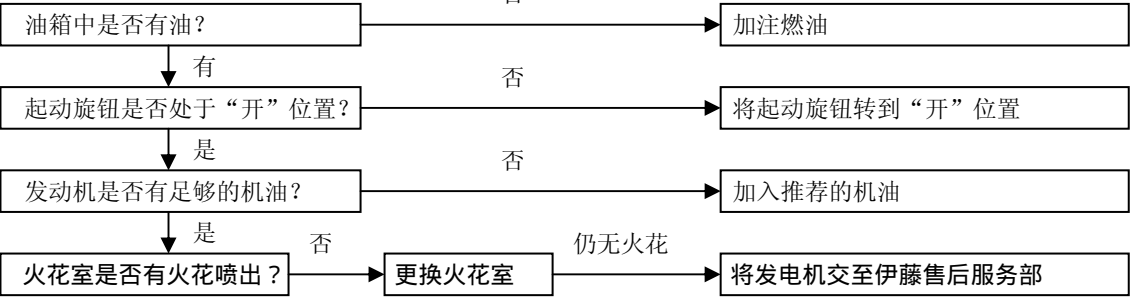 否
油箱中是否有油？
加注燃油
有
否
起动旋钮是否处于“开”位置？
将起动旋钮转到“开”位置
是
否
发动机是否有足够的机油？
加入推荐的机油
是
否
仍无火花
火花室是否有火花喷出？
更换火花室
将发电机交至伊藤售后服务部